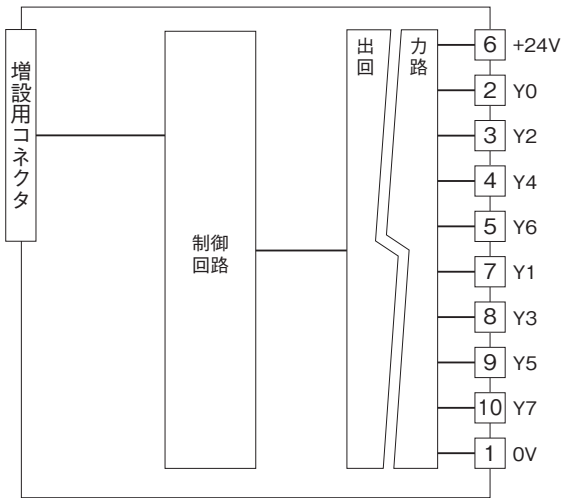 増設用コネクタ
制御
回路
出力
回路
6 +24V
2 Y0
3 Y2
4 Y4
5 Y6
7 Y1
8 Y3
9 Y5
10 Y7
1 0V